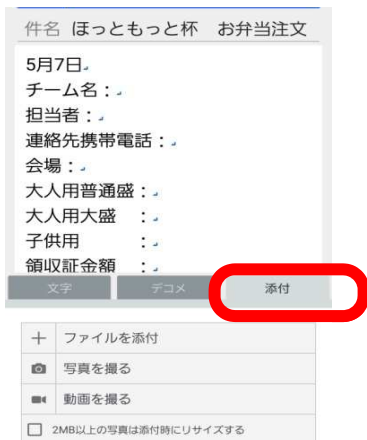 件名 ほっともっと杯　お弁当注文
5月7日
チーム名：
担当者：
連絡先携帯電話：
会場：
大人用普通盛：
大人用大盛　：
子供用　　　：
領収証金額　：
文字　デコメ　添付
＋ ファイルを添付
写真を撮る
動画を撮る
2MB以上の写真は添付時にリサイズする